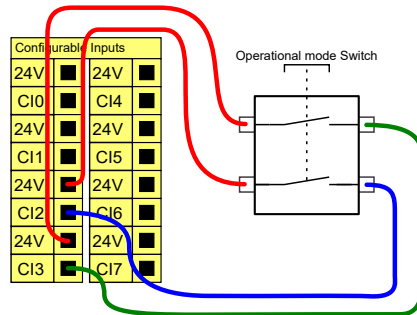 Configurable Inputs
Operational mode Switch
24V 24V
CI0 CI4
24V 24V
CI1 CI5
24V 24V
CI2 CI6
24V 24V
CI3 CI7